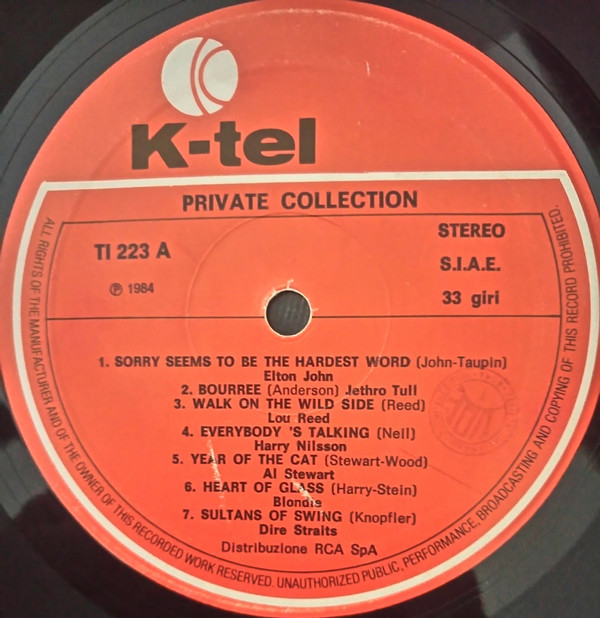 K-tel
PRIVATE COLLECTION
TI 223 A
STEREO
S.I.A.E.
℗ 1984
33 giri
1. SORRY SEEMS TO BE THE HARDEST WORD (John-Taupin)
Elton John
2. BOURREE (Anderson) Jethro Tull
3. WALK ON THE WILD SIDE (Reed)
Lou Reed
4. EVERYBODY 'S TALKING (Neil)
Harry Nilsson
5. YEAR OF THE CAT (Stewart-Wood)
Al Stewart
6. HEART OF GLASS (Harry-Stein)
Blondie
7. SULTANS OF SWING (Knopfler)
Dire Straits
Distribuzione RCA SpA
ALL RIGHTS OF THE MANUFACTURER AND OF THE OWNER OF THIS RECORDED WORK RESERVED. UNAUTHORIZED PUBLIC, PERFORMANCE, BROADCASTING AND COPYING OF THIS RECORD PROHIBITED.